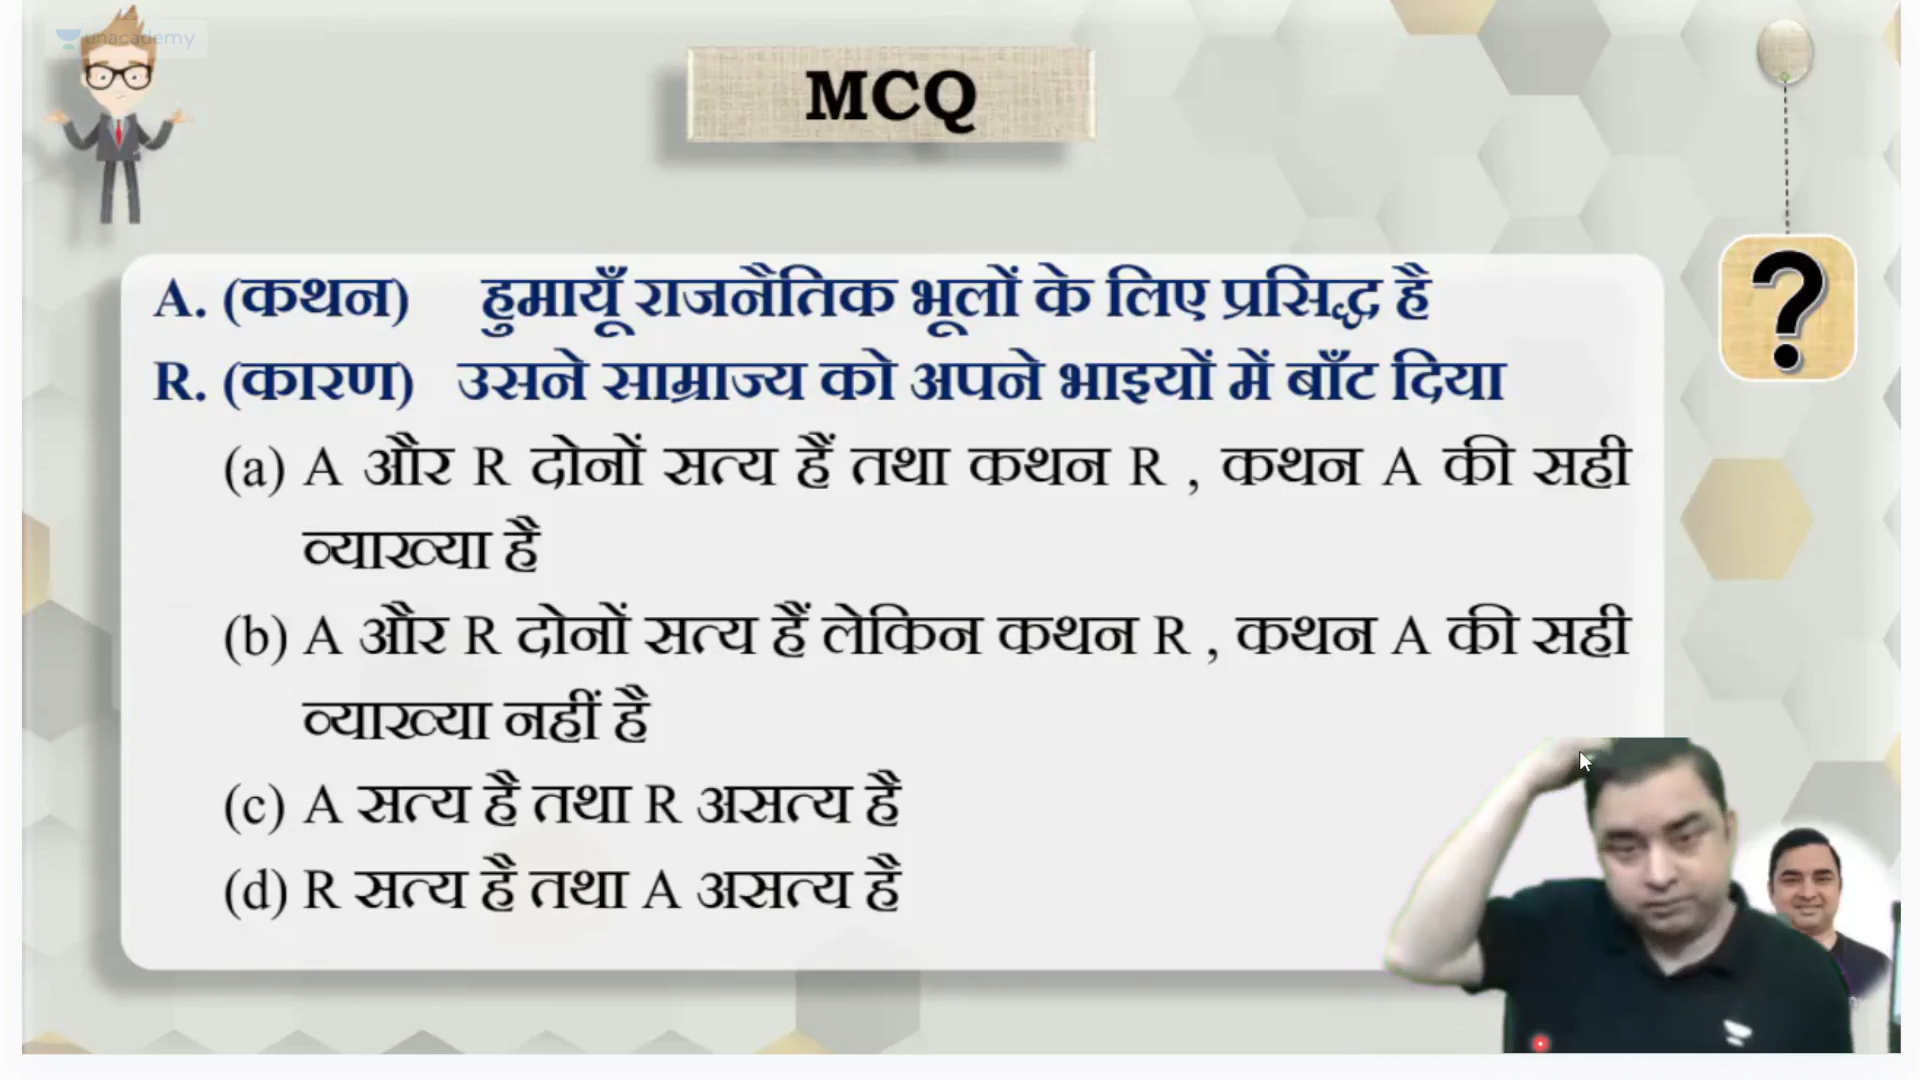 unacademy
MCQ
?
A. (कथन) हुमायूँ राजनैतिक भूलों के लिए प्रसिद्ध है
R. (कारण) उसने साम्राज्य को अपने भाइयों में बाँट दिया
(a) A और R दोनों सत्य हैं तथा कथन R , कथन A की सही
व्याख्या है
(b) A और R दोनों सत्य हैं लेकिन कथन R , कथन A की सही
व्याख्या नहीं है
(c) A सत्य है तथा R असत्य है
(d) R सत्य है तथा A असत्य है